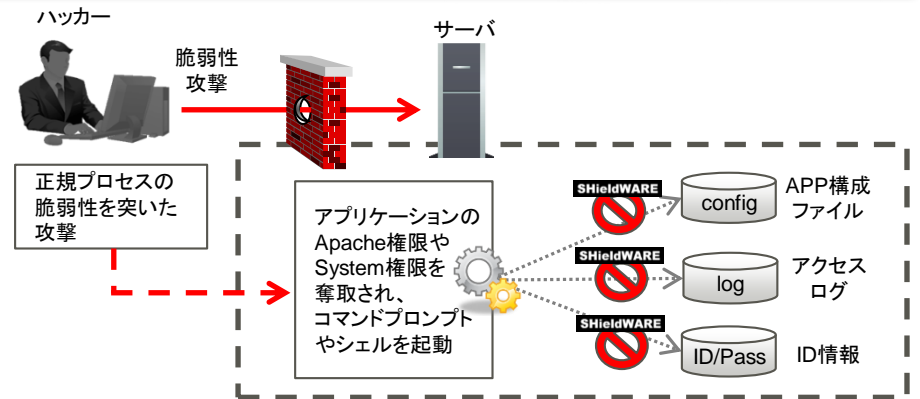 ハッカー
サーバ
脆弱性
攻撃
正規プロセスの
脆弱性を突いた
攻撃
アプリケーションの
Apache権限や
System権限を
奪取され、
コマンドプロンプト
やシェルを起動
SHieldWARE
config
APP構成
ファイル
SHieldWARE
log
アクセス
ログ
SHieldWARE
ID/Pass
ID情報